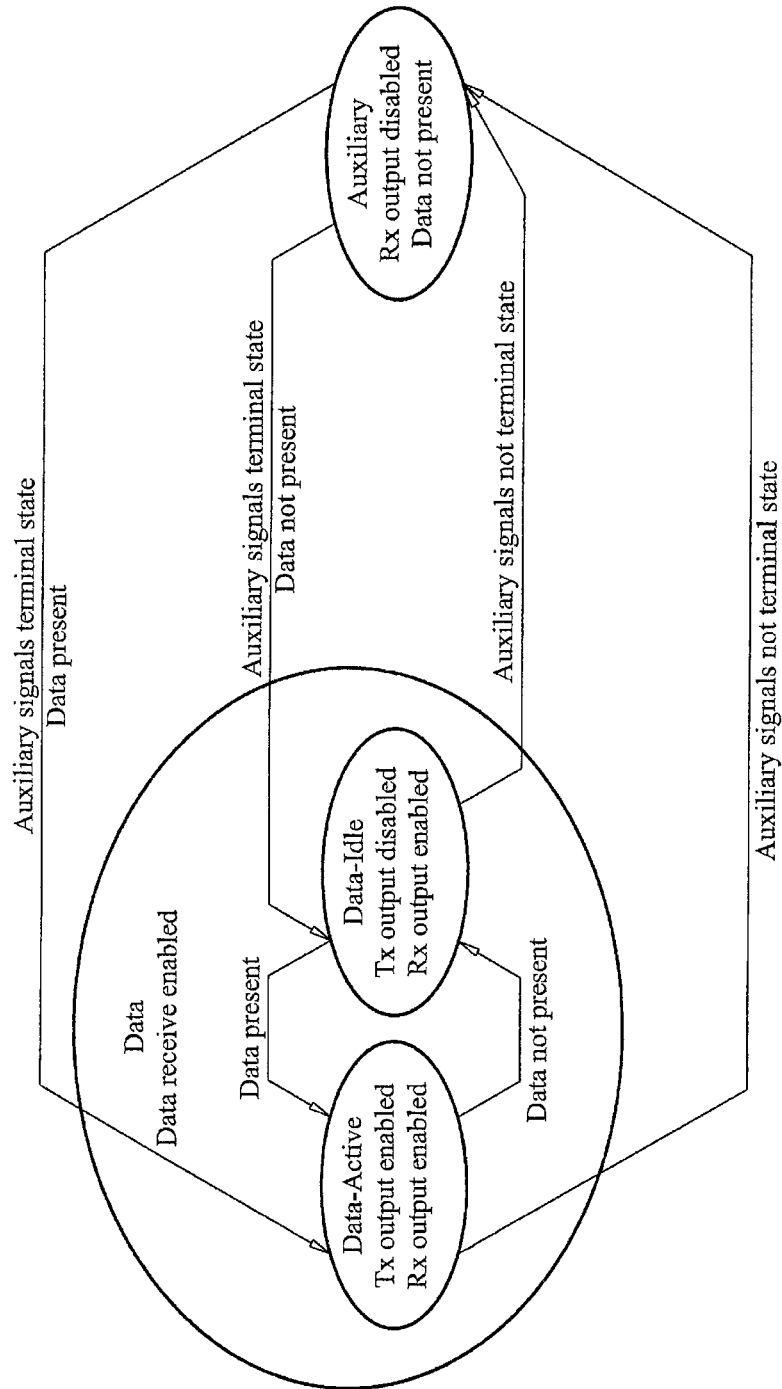 Auxiliary signals terminal state
Data present
Data
Data receive enabled
Auxiliary signals terminal state
Data not present
Data present
Data-Active
Tx output enabled
Rx output enabled
Data-Idle
Tx output disabled
Rx output enabled
Auxiliary
Rx output disabled
Data not present
Data not present
Auxiliary signals not terminal state
Auxiliary signals not terminal state